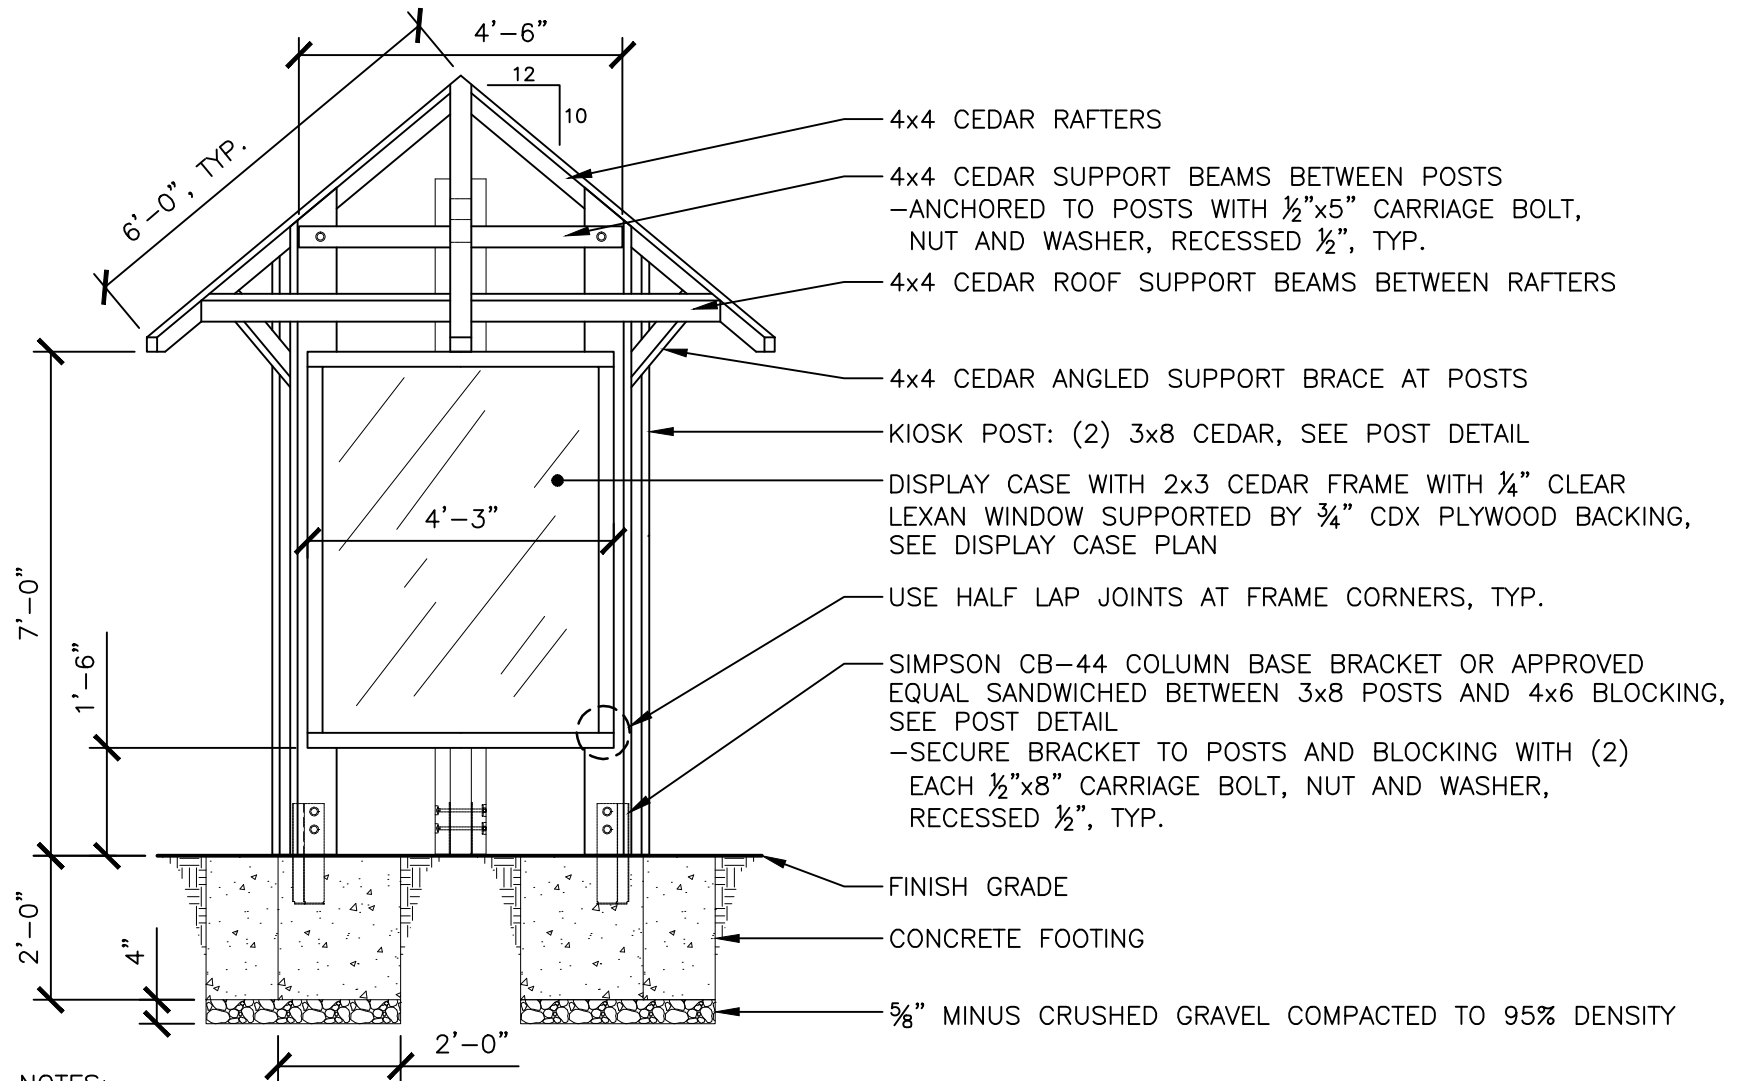 4'-6"
12
10
6'-0", TYP.
4x4 CEDAR RAFTERS
4x4 CEDAR SUPPORT BEAMS BETWEEN POSTS
-ANCHORED TO POSTS WITH ½"x5" CARRIAGE BOLT,
NUT AND WASHER, RECESSED ½", TYP.
4x4 CEDAR ROOF SUPPORT BEAMS BETWEEN RAFTERS
4x4 CEDAR ANGLED SUPPORT BRACE AT POSTS
KIOSK POST: (2) 3x8 CEDAR, SEE POST DETAIL
DISPLAY CASE WITH 2x3 CEDAR FRAME WITH ¼" CLEAR
LEXAN WINDOW SUPPORTED BY ¾" CDX PLYWOOD BACKING,
SEE DISPLAY CASE PLAN
4'-3"
7'-0"
1'-6"
USE HALF LAP JOINTS AT FRAME CORNERS, TYP.
SIMPSON CB-44 COLUMN BASE BRACKET OR APPROVED
EQUAL SANDWICHED BETWEEN 3x8 POSTS AND 4x6 BLOCKING,
SEE POST DETAIL
-SECURE BRACKET TO POSTS AND BLOCKING WITH (2)
EACH ½"x8" CARRIAGE BOLT, NUT AND WASHER,
RECESSED ½", TYP.
FINISH GRADE
2'-0"
4"
CONCRETE FOOTING
⅝" MINUS CRUSHED GRAVEL COMPACTED TO 95% DENSITY
2'-0"
NOTES: